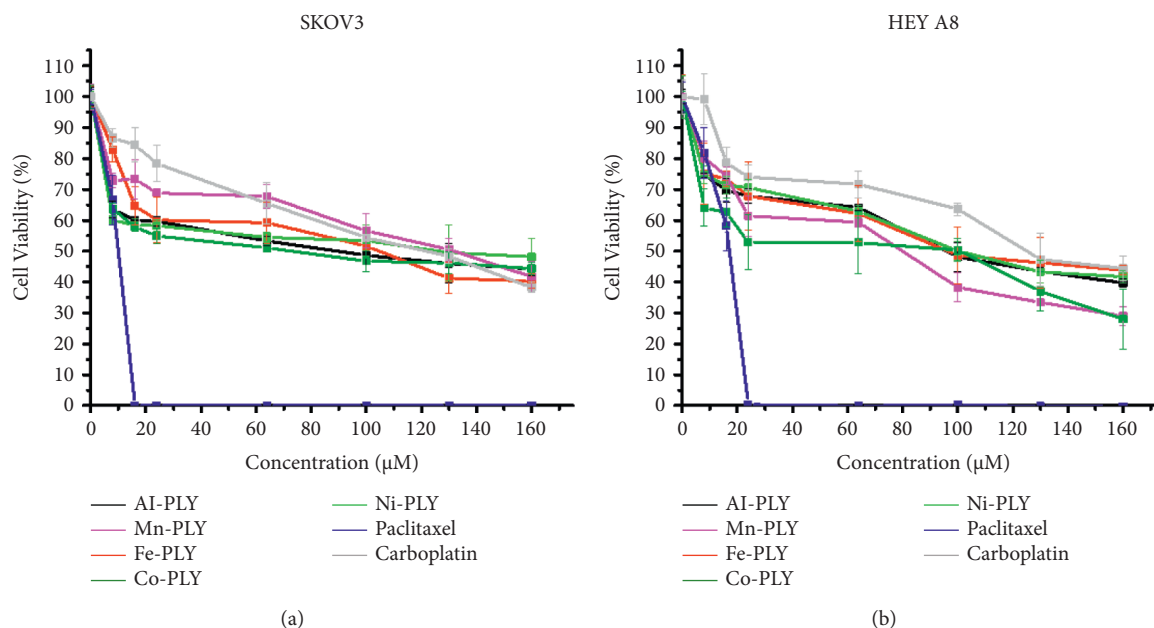 SKOV3
110
100
90
80
70
60
50
40
30
20
10
0
Cell Viability (%)
0 20 40 60 80 100 120 140 160
Concentration (μM)
AI-PLY
Mn-PLY
Fe-PLY
Co-PLY
Ni-PLY
Paclitaxel
Carboplatin
(a)
HEY A8
110
100
90
80
70
60
50
40
30
20
10
0
Cell Viability (%)
0 20 40 60 80 100 120 140 160
Concentration (μM)
AI-PLY
Mn-PLY
Fe-PLY
Co-PLY
Ni-PLY
Paclitaxel
Carboplatin
(b)